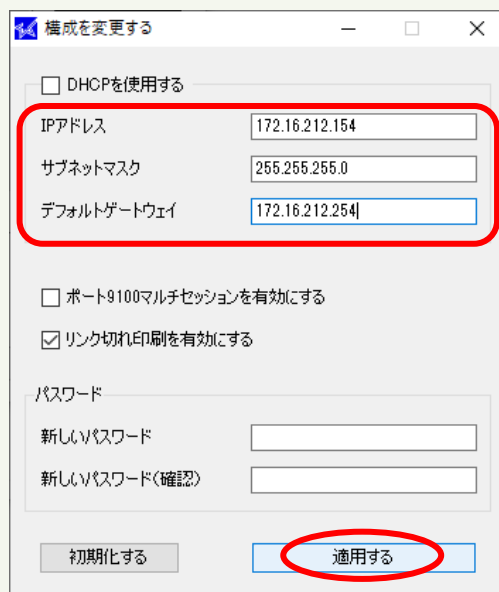 構成を変更する
DHCPを使用する
IPアドレス 172.16.212.154
サブネットマスク 255.255.255.0
デフォルトゲートウェイ 172.16.212.254
ポート9100マルチセッションを有効にする
リンク切れ印刷を有効にする
パスワード
新しいパスワード
新しいパスワード(確認)
初期化する 適用する